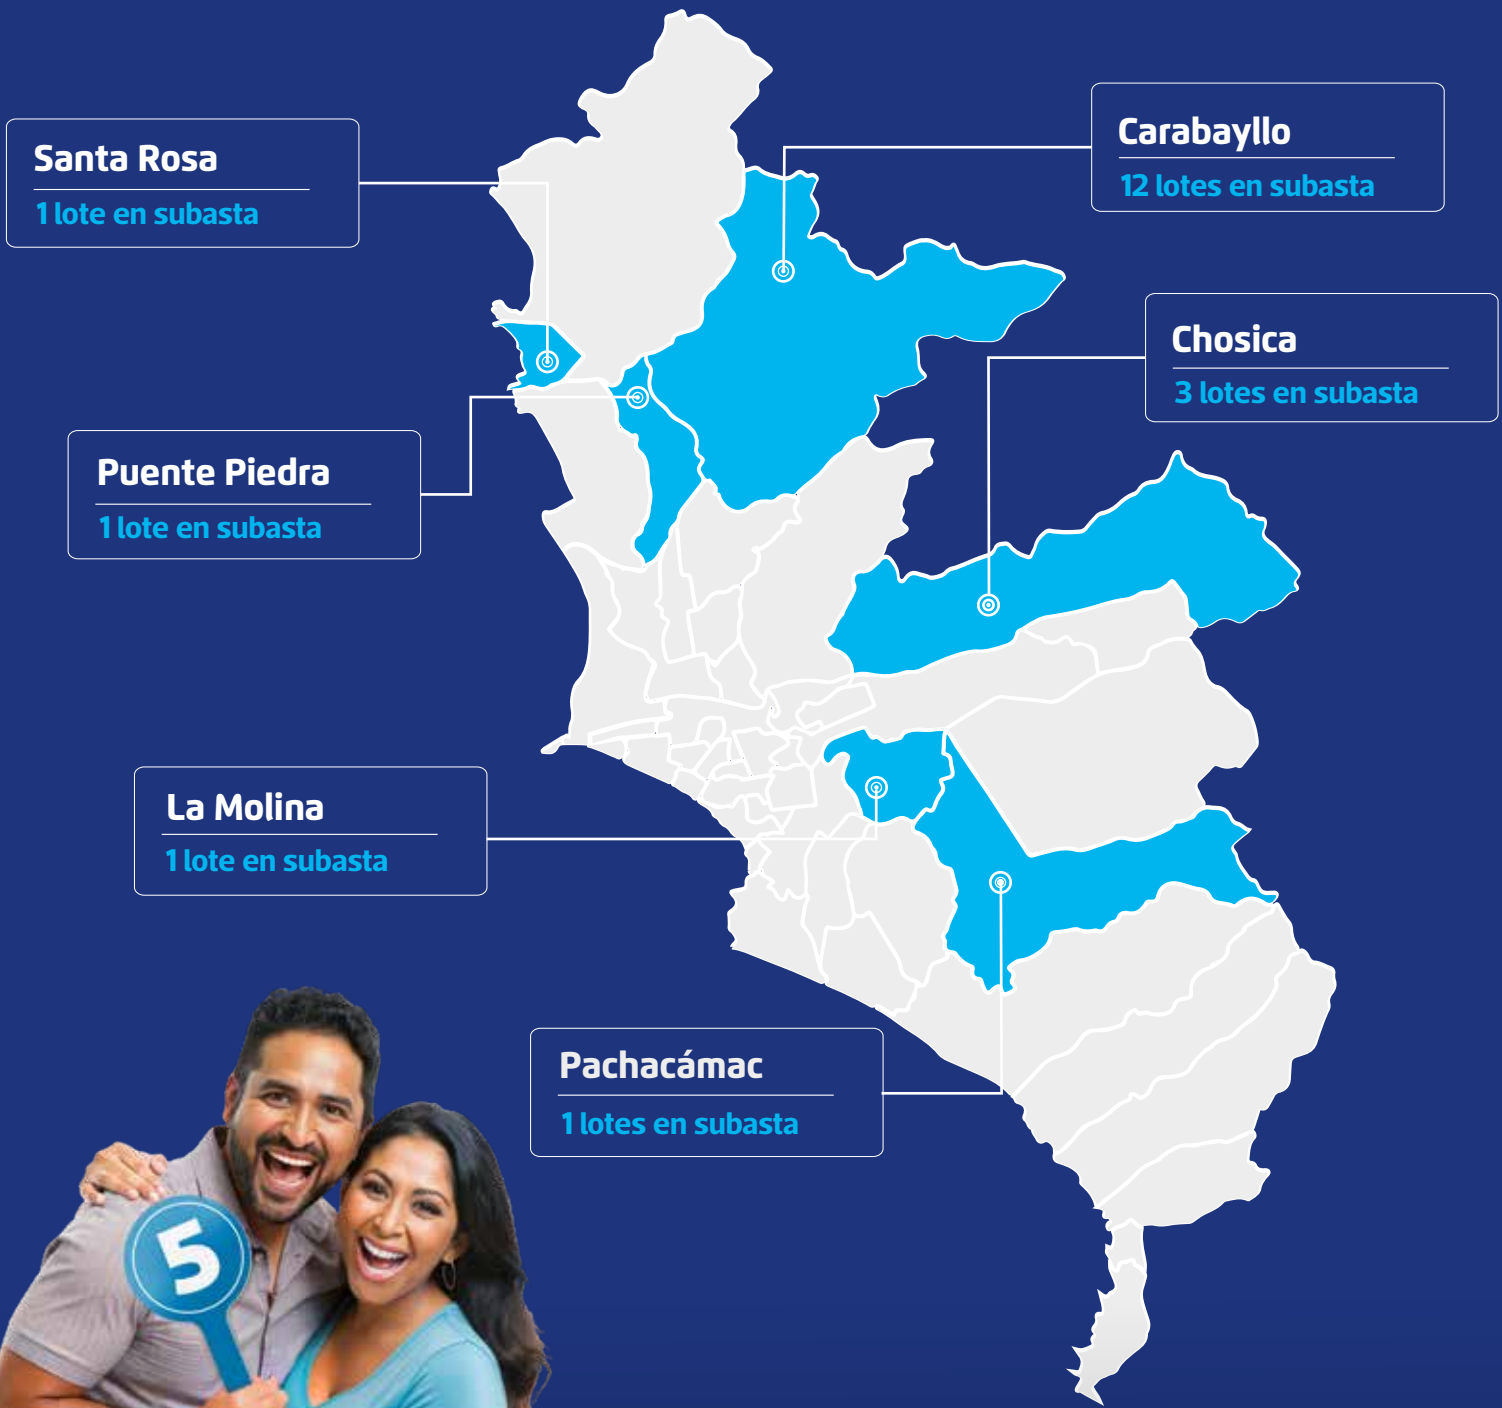 Santa Rosa
1 lote en subasta
Carabayllo
12 lotes en subasta
Chosica
3 lotes en subasta
Puente Piedra
1 lote en subasta
La Molina
1 lote en subasta
Pachacámac
1 lotes en subasta
5